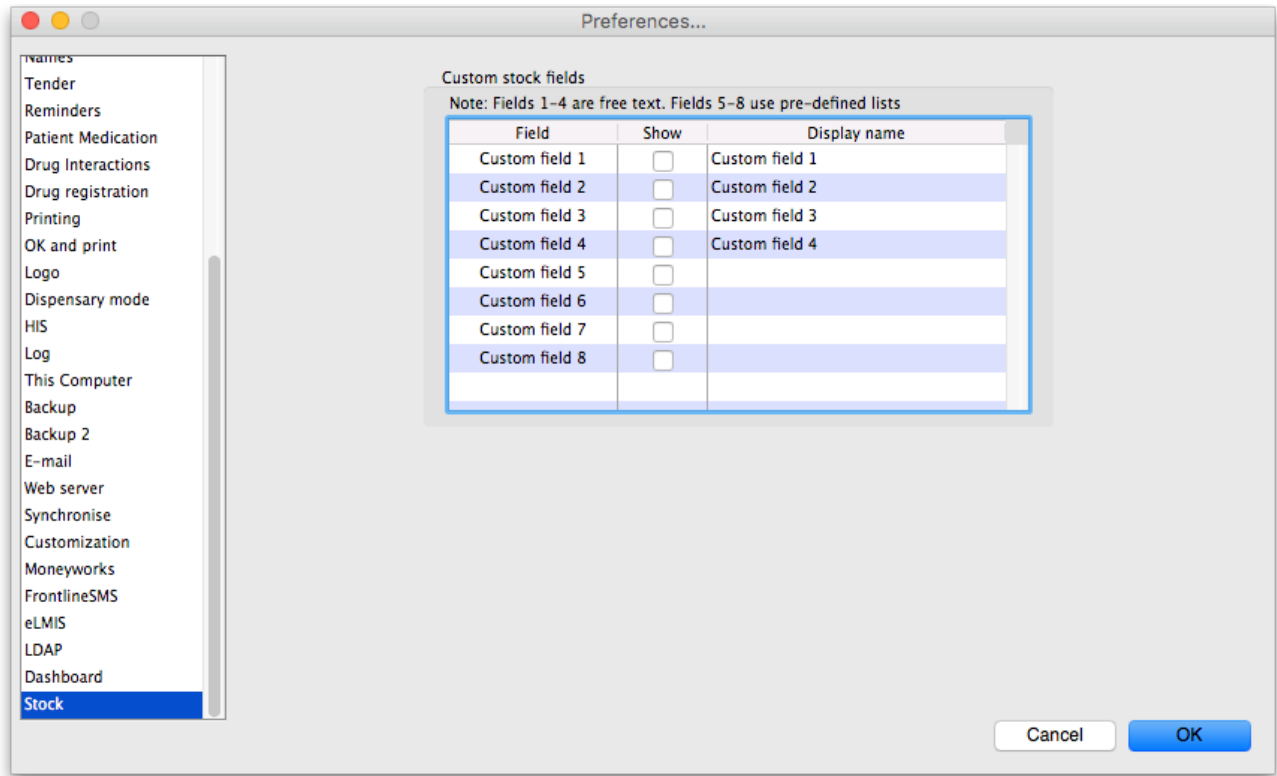 Preferences...
Names
Tender
Reminders
Patient Medication
Drug Interactions
Drug registration
Printing
OK and print
Logo
Dispensary mode
HIS
Log
This Computer
Backup
Backup 2
E-mail
Web server
Synchronise
Customization
Moneyworks
FrontlineSMS
eLMIS
LDAP
Dashboard
Stock
Custom stock fields
Note: Fields 1-4 are free text. Fields 5-8 use pre-defined lists
Field Show Display name
Custom field 1 Custom field 1
Custom field 2 Custom field 2
Custom field 3 Custom field 3
Custom field 4 Custom field 4
Custom field 5
Custom field 6
Custom field 7
Custom field 8
Cancel OK